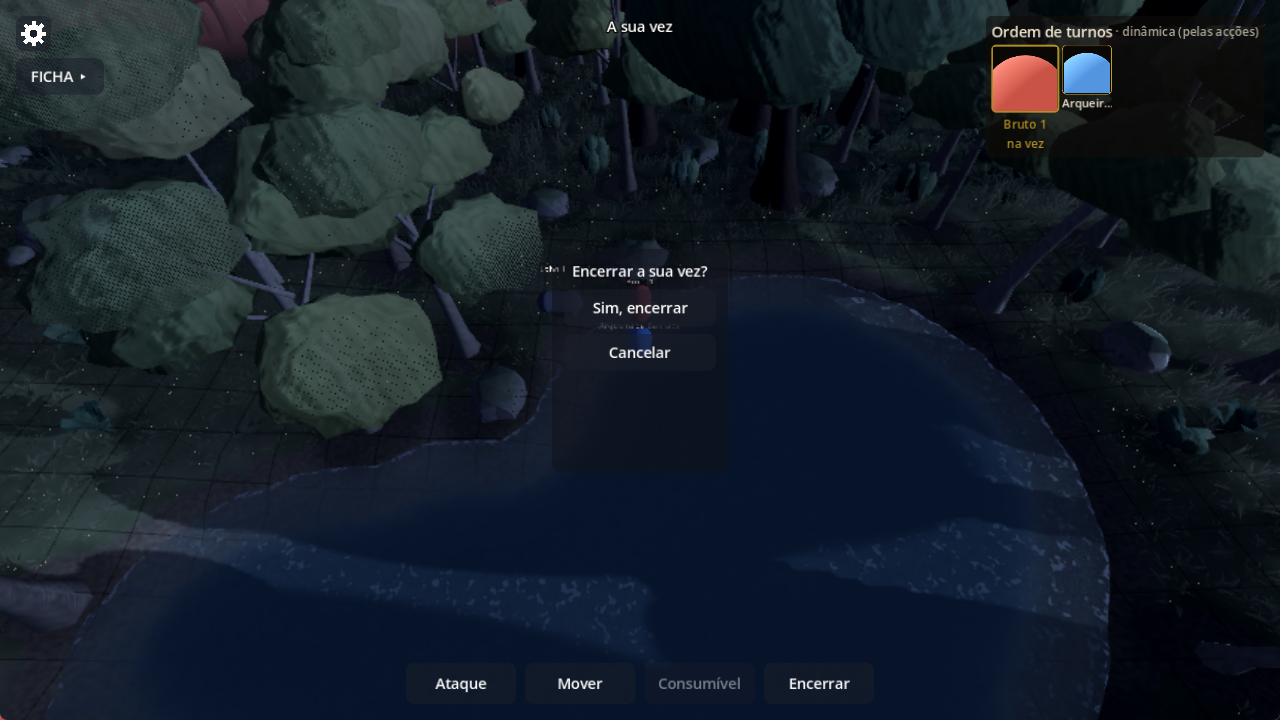 A sua vez
FICHA ▸
Ordem de turnos · dinâmica (pelas acções)
Arqueir...
Bruto 1
na vez
Encerrar a sua vez?
Sim, encerrar
Cancelar
Ataque
Mover
Consumível
Encerrar